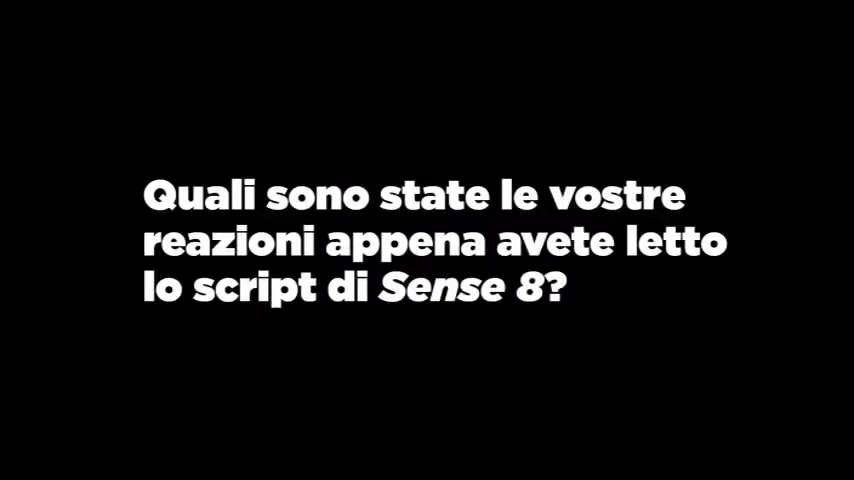 Quali sono state le vostre
reazioni appena avete letto
lo script di Sense 8?